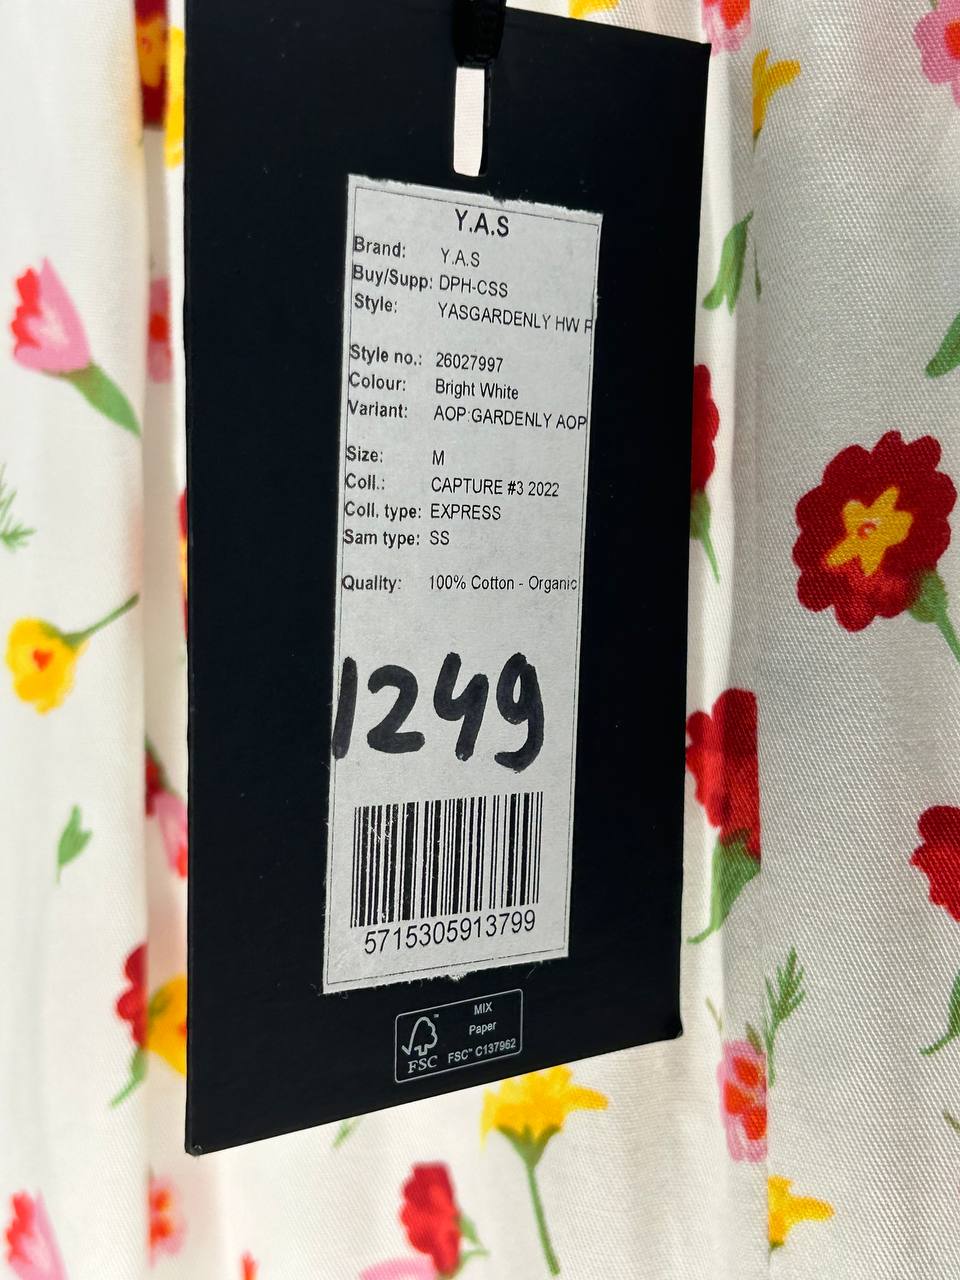 Y.A.S
Brand: Y.A.S
Buy/Supp: DPH-CSS
Style: YASGARDENLY HW
Style no.: 26027997
Colour: Bright White
Variant: AOP:GARDENLY AOP
Size: M
Coll.: CAPTURE #3 2022
Coll. type: EXPRESS
Sam type: SS
Quality: 100% Cotton - Organic
1249
5715305913799
FSC
MIX
Paper
FSC™ C137962